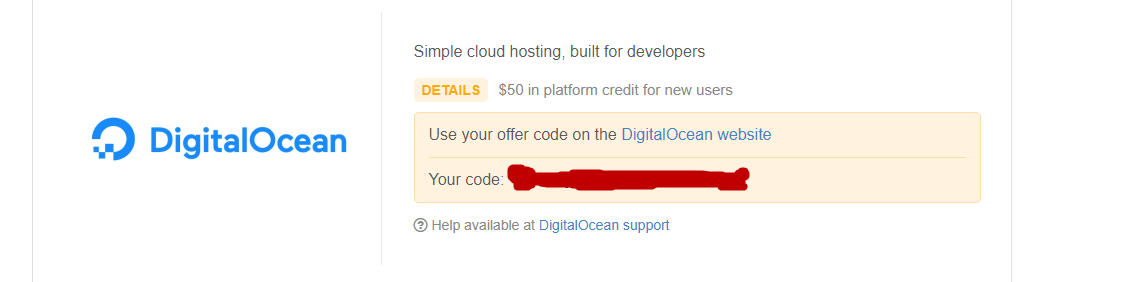 Simple cloud hosting, built for developers
DETAILS $50 in platform credit for new users
DigitalOcean
Use your offer code on the DigitalOcean website
Your code:
Help available at DigitalOcean support